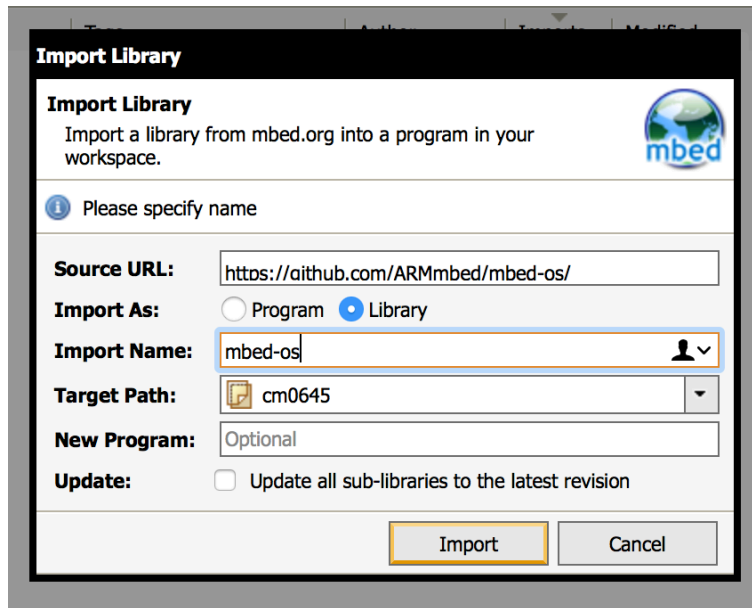 Import Library
Import Library
Import a library from mbed.org into a program in your
workspace.
mbed
Please specify name
Source URL: https://github.com/ARMmbed/mbed-os/
Import As: Program Library
Import Name: mbed-os
Target Path: cm0645
New Program: Optional
Update: Update all sub-libraries to the latest revision
Import Cancel